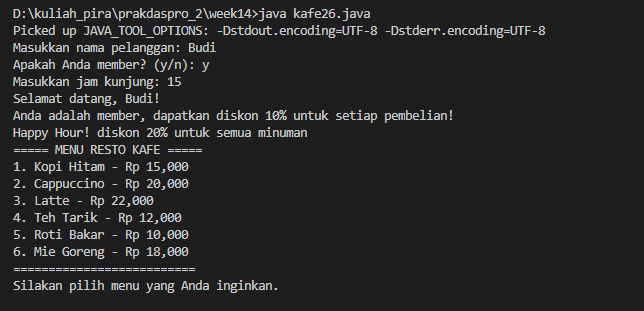 D:\kuliah_pira\prakdaspro_2\week14>java kafe26.java
Picked up JAVA_TOOL_OPTIONS: -Dstdout.encoding=UTF-8 -Dstderr.encoding=UTF-8
Masukkan nama pelanggan: Budi
Apakah Anda member? (y/n): y
Masukkan jam kunjung: 15
Selamat datang, Budi!
Anda adalah member, dapatkan diskon 10% untuk setiap pembelian!
Happy Hour! diskon 20% untuk semua minuman
===== MENU RESTO KAFE =====
1. Kopi Hitam - Rp 15,000
2. Cappuccino - Rp 20,000
3. Latte - Rp 22,000
4. Teh Tarik - Rp 12,000
5. Roti Bakar - Rp 10,000
6. Mie Goreng - Rp 18,000
==========================
Silakan pilih menu yang Anda inginkan.